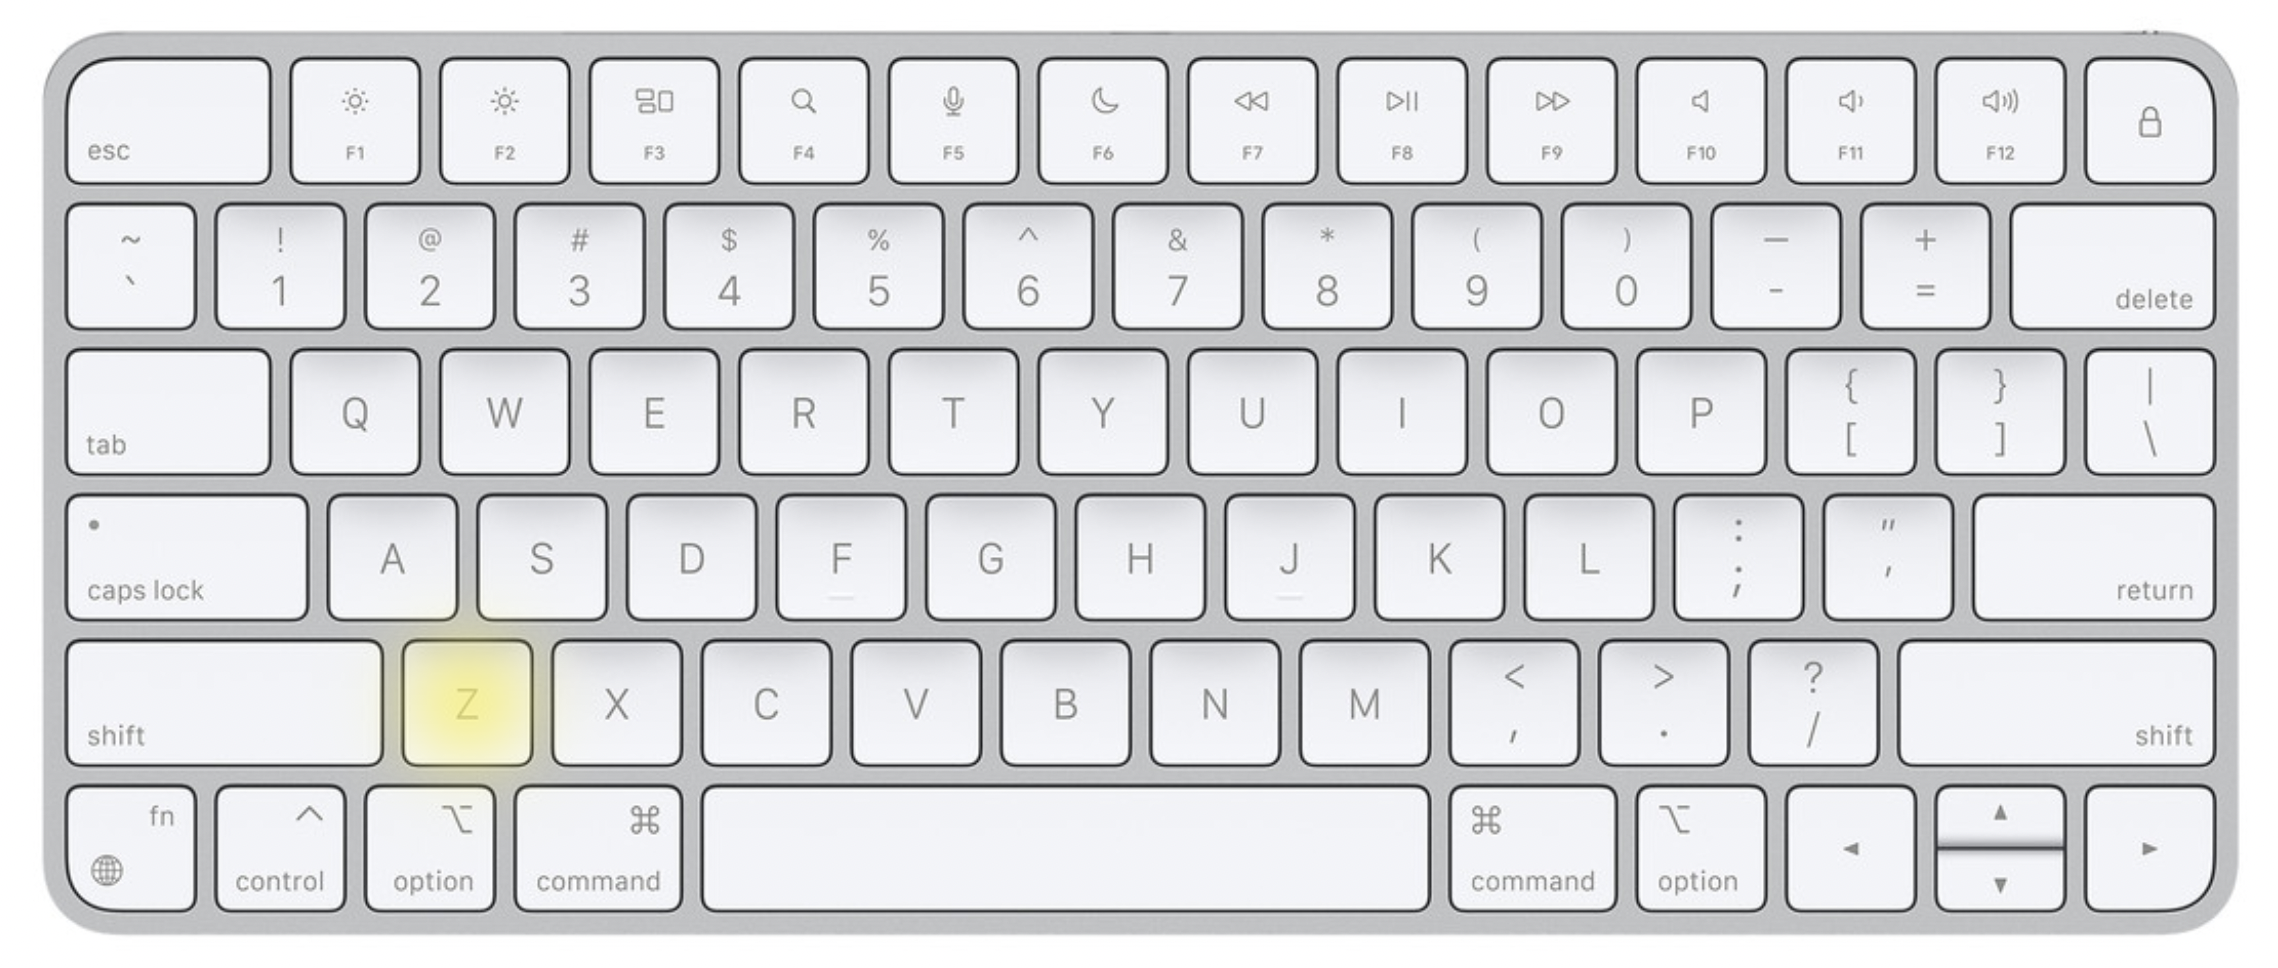 esc F1 F2 F3 F4 F5 F6 F7 F8 F9 F10 F11 F12
~ ! @ # $ % ^ & * ( ) — +
` 1 2 3 4 5 6 7 8 9 0 - = delete
tab Q W E R T Y U I O P { [ } ] | \
caps lock A S D F G H J K L : ; " ' return
shift Z X C V B N M < , > . ? / shift
fn ^ ⌥ ⌘ ⌘ ⌥ ▲
control option command command option ◀ ▼ ▶